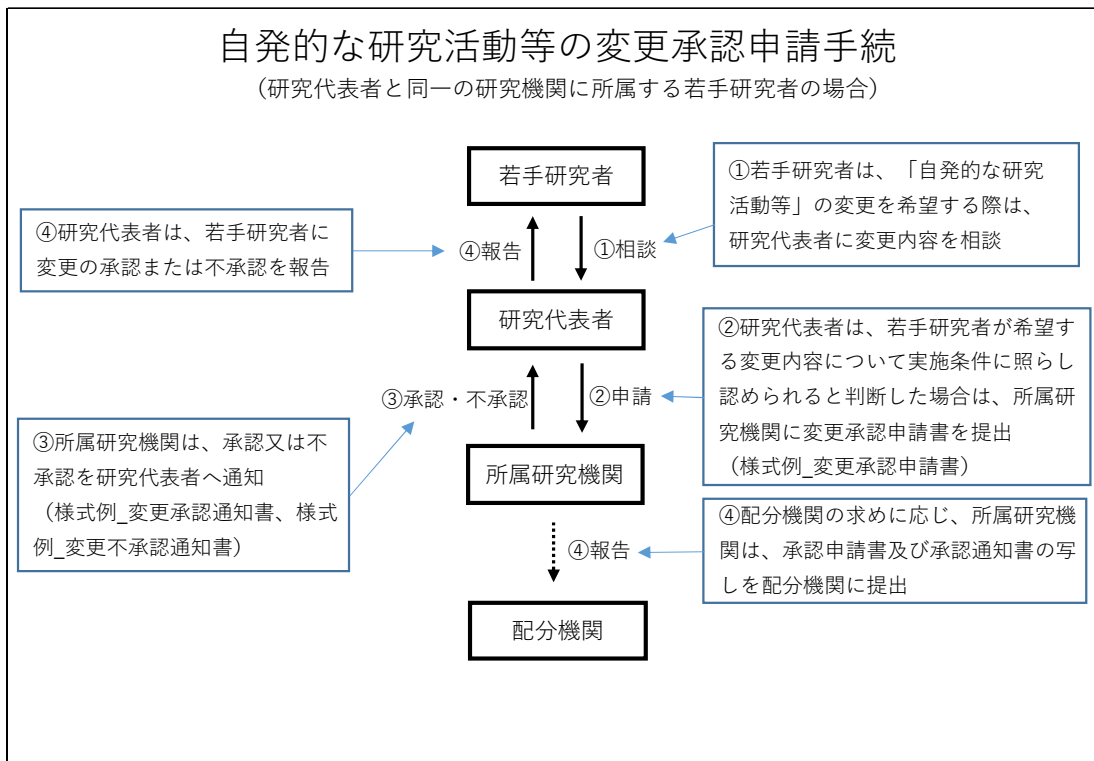 自発的な研究活動等の変更承認申請手続
（研究代表者と同一の研究機関に所属する若手研究者の場合）
若手研究者
①若手研究者は、「自発的な研究
活動等」の変更を希望する際は、
研究代表者に変更内容を相談
④研究代表者は、若手研究者に
変更の承認または不承認を報告
④報告
①相談
研究代表者
②研究代表者は、若手研究者が希望す
る変更内容について実施条件に照らし
認められると判断した場合は、所属研
究機関に変更承認申請書を提出
（様式例_変更承認申請書）
③承認・不承認
②申請
③所属研究機関は、承認又は不
承認を研究代表者へ通知
（様式例_変更承認通知書、様式
例_変更不承認通知書）
所属研究機関
④配分機関の求めに応じ、所属研究機
関は、承認申請書及び承認通知書の写
しを配分機関に提出
④報告
配分機関